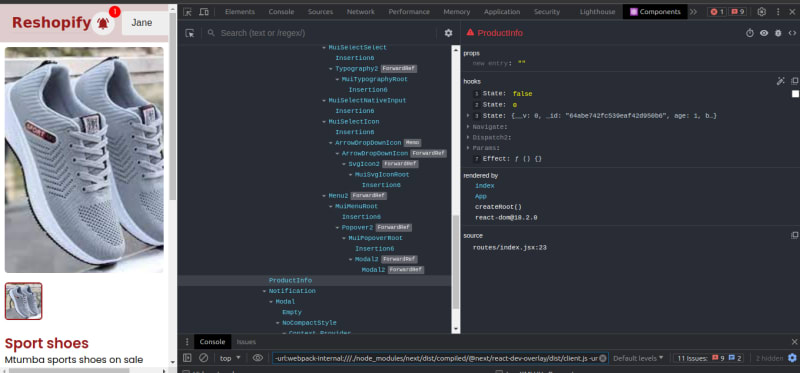 Reshopify
1
Jane
SPORT
Sport shoes
Mtumba sports shoes on sale
Elements Console Sources Network Performance Memory Application Security Lighthouse Components 1 9
Search (text or /regex/)
MuiSelectSelect
Insertion6
Typography2 ForwardRef
MuiTypographyRoot
Insertion6
MuiSelectNativeInput
Insertion6
MuiSelectIcon
Insertion6
ArrowDropDownIcon Memo
ArrowDropDownIcon ForwardRef
SvgIcon2 ForwardRef
MuiSvgIconRoot
Insertion6
Menu2 ForwardRef
MuiMenuRoot
Insertion6
Popover2 ForwardRef
MuiPopoverRoot
Insertion6
Modal2 ForwardRef
Modal2 ForwardRef
ProductInfo
Notification
Modal
Empty
NoCompactStyle
Context.Provider
ProductInfo
props
new entry: ""
hooks
1 State: false
2 State: 0
3 State: {__v: 0, _id: "64abe742fc539eaf42d950b6", age: 1, b…}
Navigate:
Dispatch2:
Params:
7 Effect: ƒ () {}
rendered by
index
App
createRoot()
react-dom@18.2.0
source
routes/index.jsx:23
Console Issues
top
-url:webpack-internal:///./node_modules/next/dist/compiled/@next/react-dev-overlay/dist/client.js -ur
Default levels
11 Issues: 9 2
2 hidden